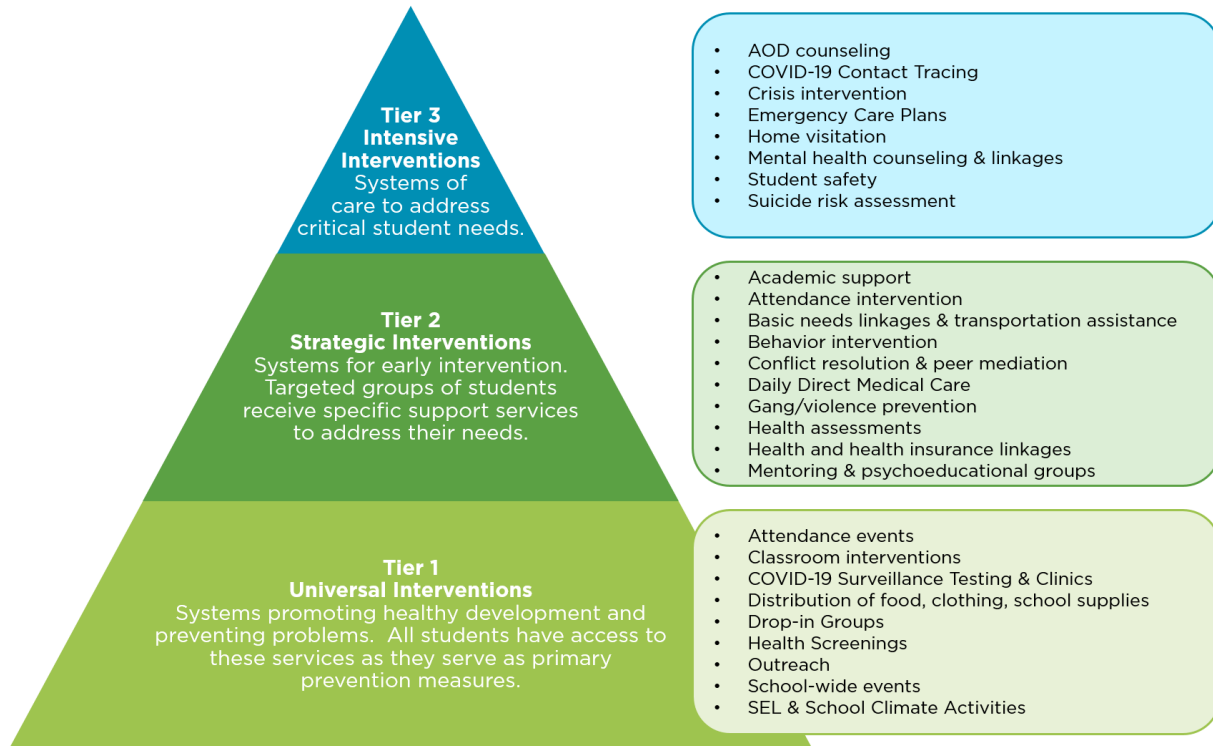 Tier 3
Intensive
Interventions
Systems of
care to address
critical student needs.
• AOD counseling
• COVID-19 Contact Tracing
• Crisis intervention
• Emergency Care Plans
• Home visitation
• Mental health counseling & linkages
• Student safety
• Suicide risk assessment
Tier 2
Strategic Interventions
Systems for early intervention.
Targeted groups of students
receive specific support services
to address their needs.
• Academic support
• Attendance intervention
• Basic needs linkages & transportation assistance
• Behavior intervention
• Conflict resolution & peer mediation
• Daily Direct Medical Care
• Gang/violence prevention
• Health assessments
• Health and health insurance linkages
• Mentoring & psychoeducational groups
Tier 1
Universal Interventions
Systems promoting healthy development and
preventing problems.  All students have access to
these services as they serve as primary
prevention measures.
• Attendance events
• Classroom interventions
• COVID-19 Surveillance Testing & Clinics
• Distribution of food, clothing, school supplies
• Drop-in Groups
• Health Screenings
• Outreach
• School-wide events
• SEL & School Climate Activities